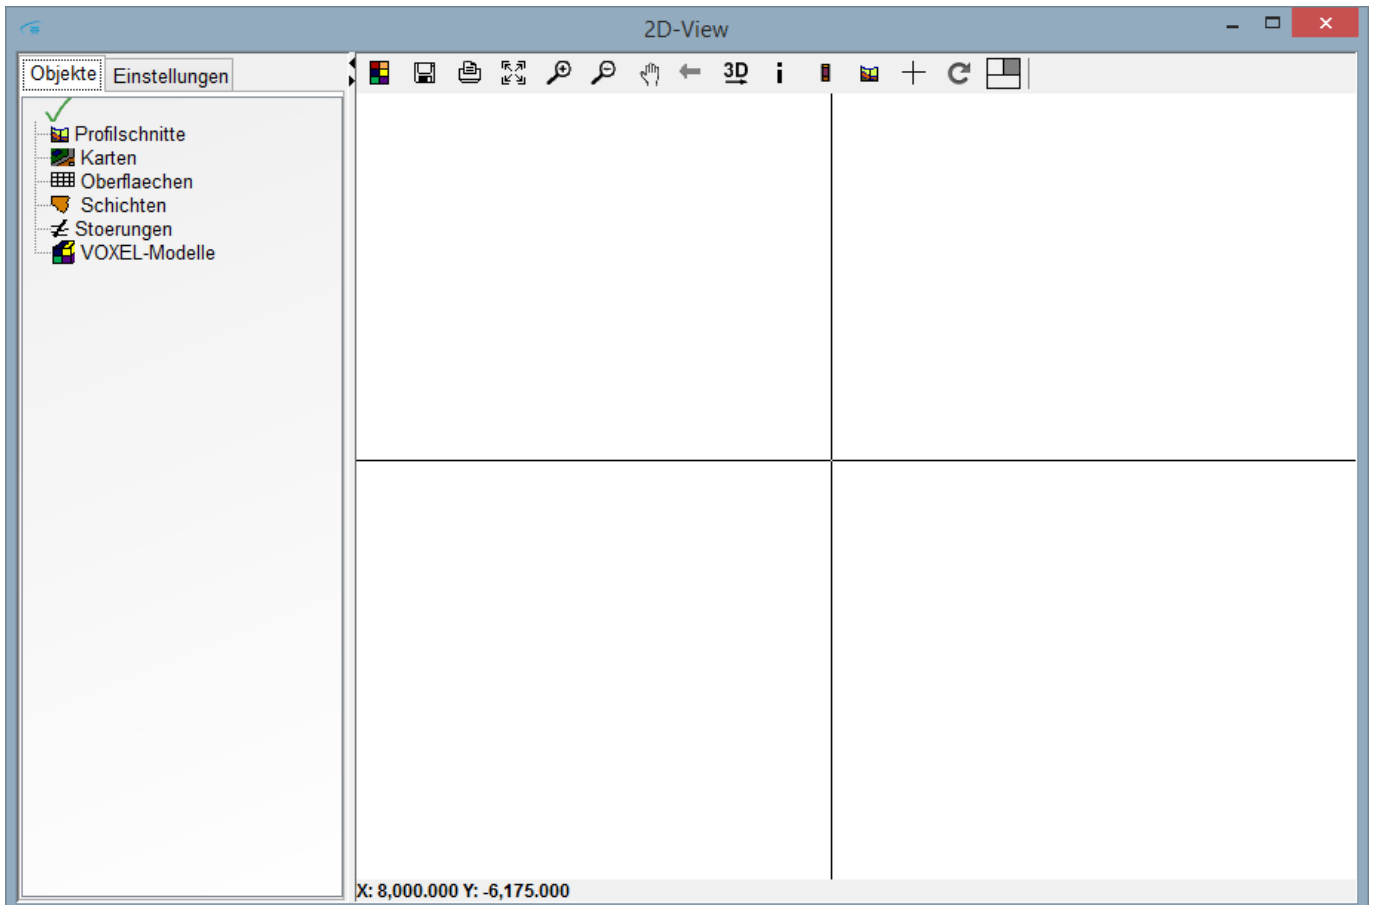 2D-View
Objekte Einstellungen
3D i
Profilschnitte
Karten
Oberflaechen
Schichten
Stoerungen
VOXEL-Modelle
X: 8,000.000 Y: -6,175.000